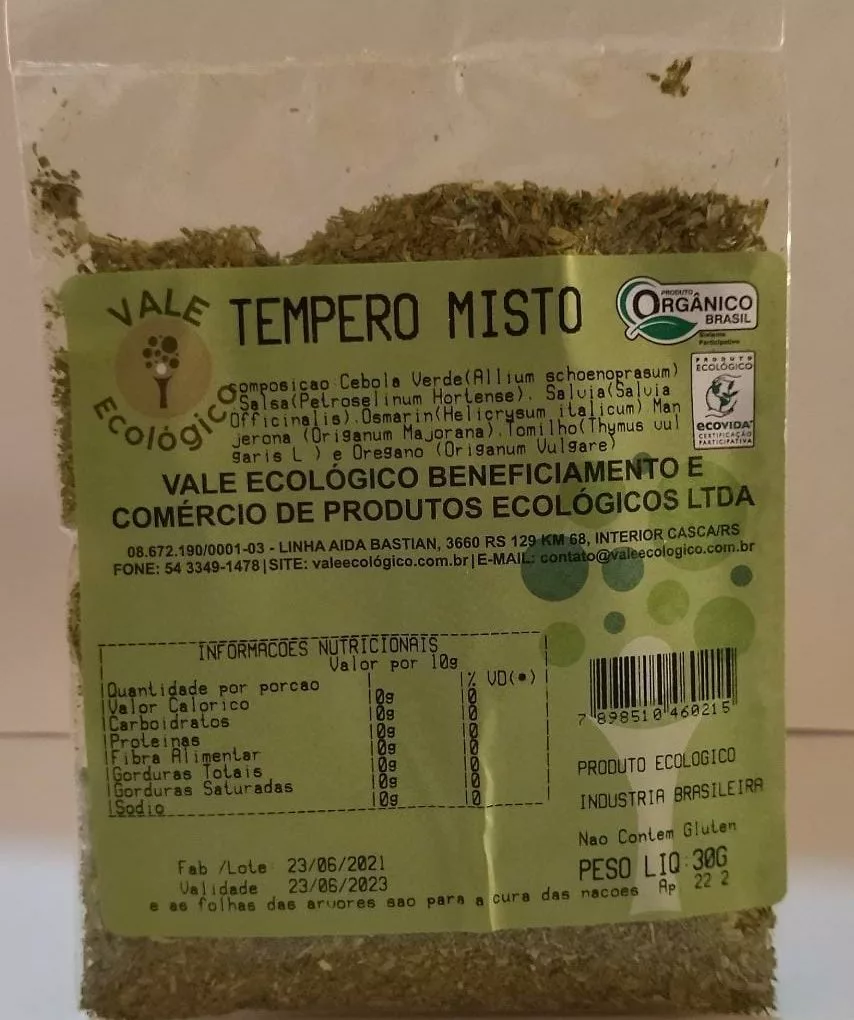 VALE
Ecológico
TEMPERO MISTO
PRODUTO
ORGÂNICO
BRASIL
Sistema
Participativo
PRODUTO
ECOLÓGICO
ecovida
CERTIFICAÇÃO
PARTICIPATIVA
Composicao Cebola Verde(Allium schoenoprasum)
Salsa(Petroselinum Hortense). Salvia(Salvia
Officinalis).Osmarin(Helicrysum italicum) Man
jerona (Origanum Majorana).Tomilho(Thymus vul
garis L ) e Oregano (Origanum Vulgare)
VALE ECOLÓGICO BENEFICIAMENTO E
COMÉRCIO DE PRODUTOS ECOLÓGICOS LTDA
08.672.190/0001-03 - LINHA AIDA BASTIAN, 3660 RS 129 KM 68, INTERIOR CASCA/RS
FONE: 54 3349-1478|SITE: valeecológico.com.br|E-MAIL: contato@valeecologico.com.br
INFORMACOES NUTRICIONAIS
Valor por 10g
Quantidade por porcao % VD(•)
Valor Calorico 0g 0
Carboidratos 0g 0
Proteinas 0g 0
Fibra Alimentar 0g 0
Gorduras Totais 0g 0
Gorduras Saturadas 0g 0
Sodio 0g 0
7 898510 460215
PRODUTO ECOLOGICO
INDUSTRIA BRASILEIRA
Nao Contem Gluten
PESO LIQ:30G
Fab /Lote 23/06/2021
Validade 23/06/2023
Ap 22 2
e as folhas das arvores sao para a cura das nacoes